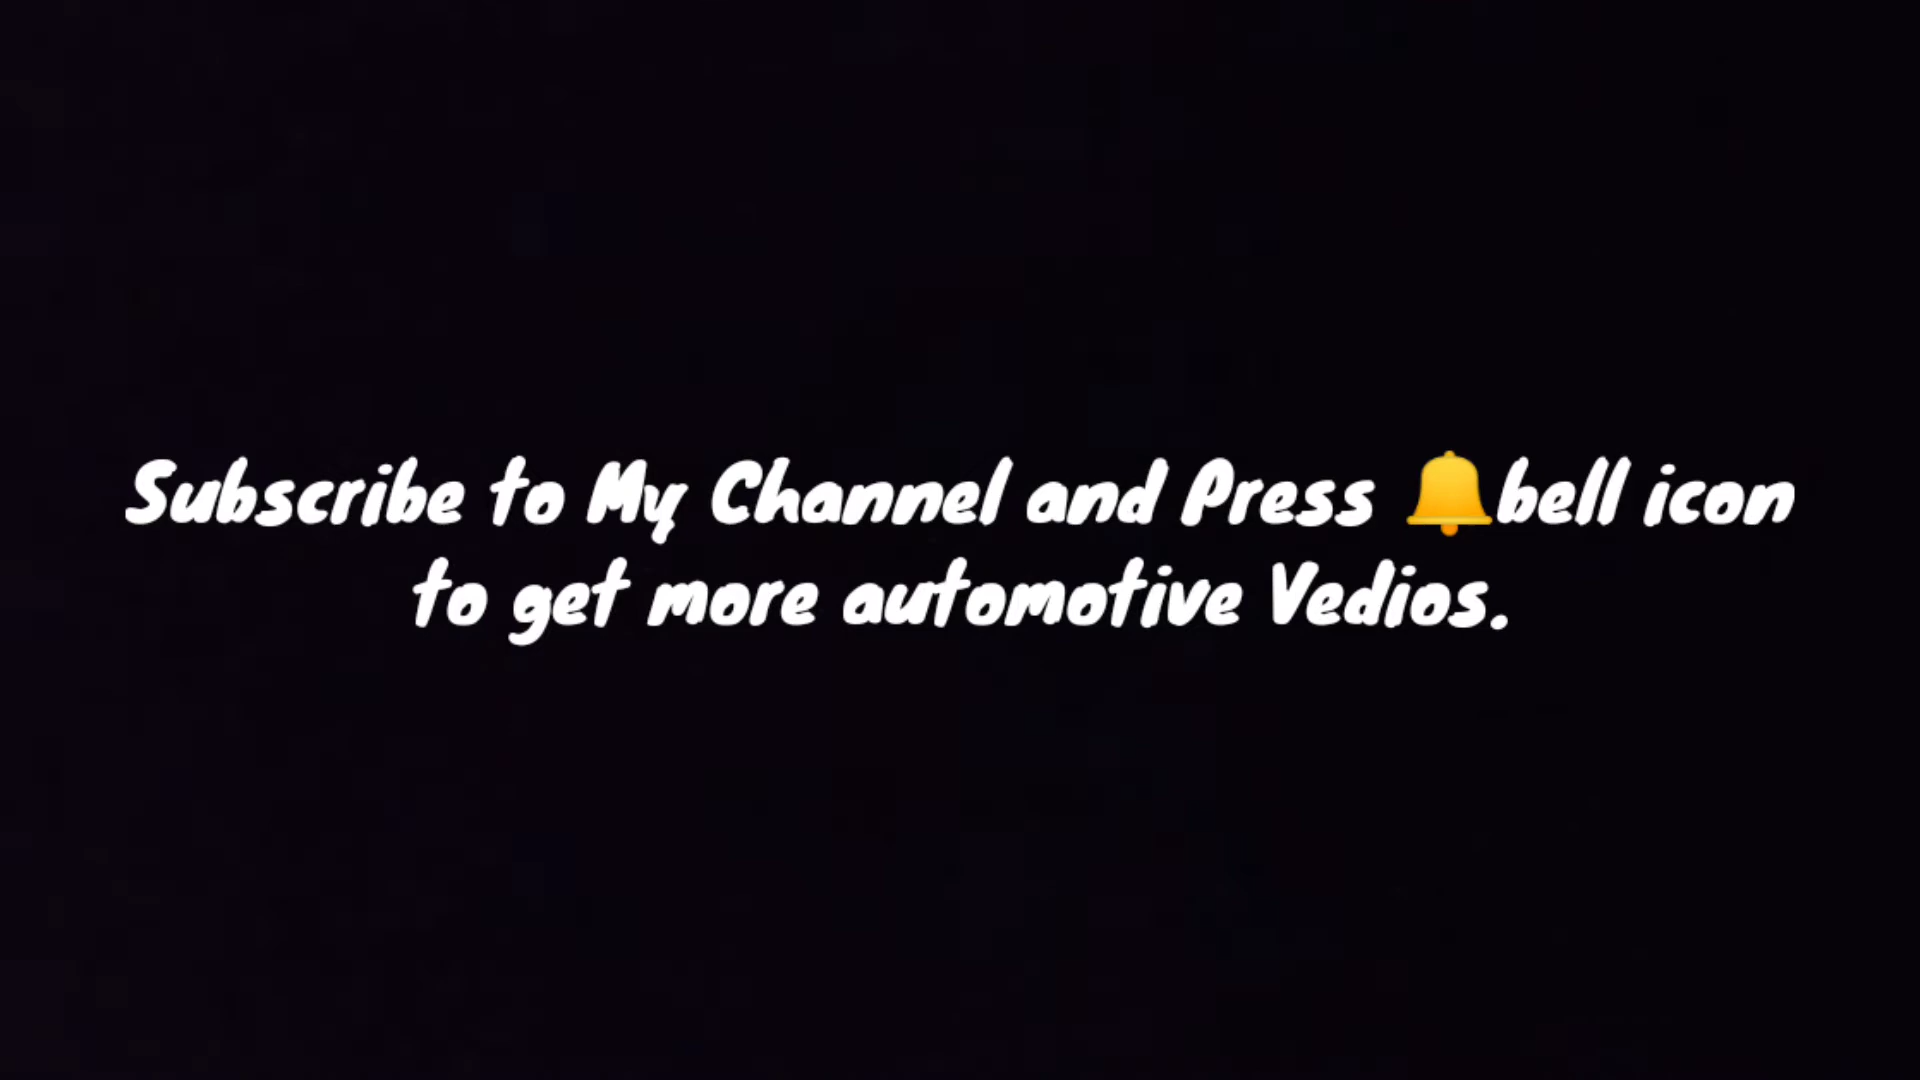 Subscribe to My Channel and Press 🔔bell icon
to get more automotive Vedios.